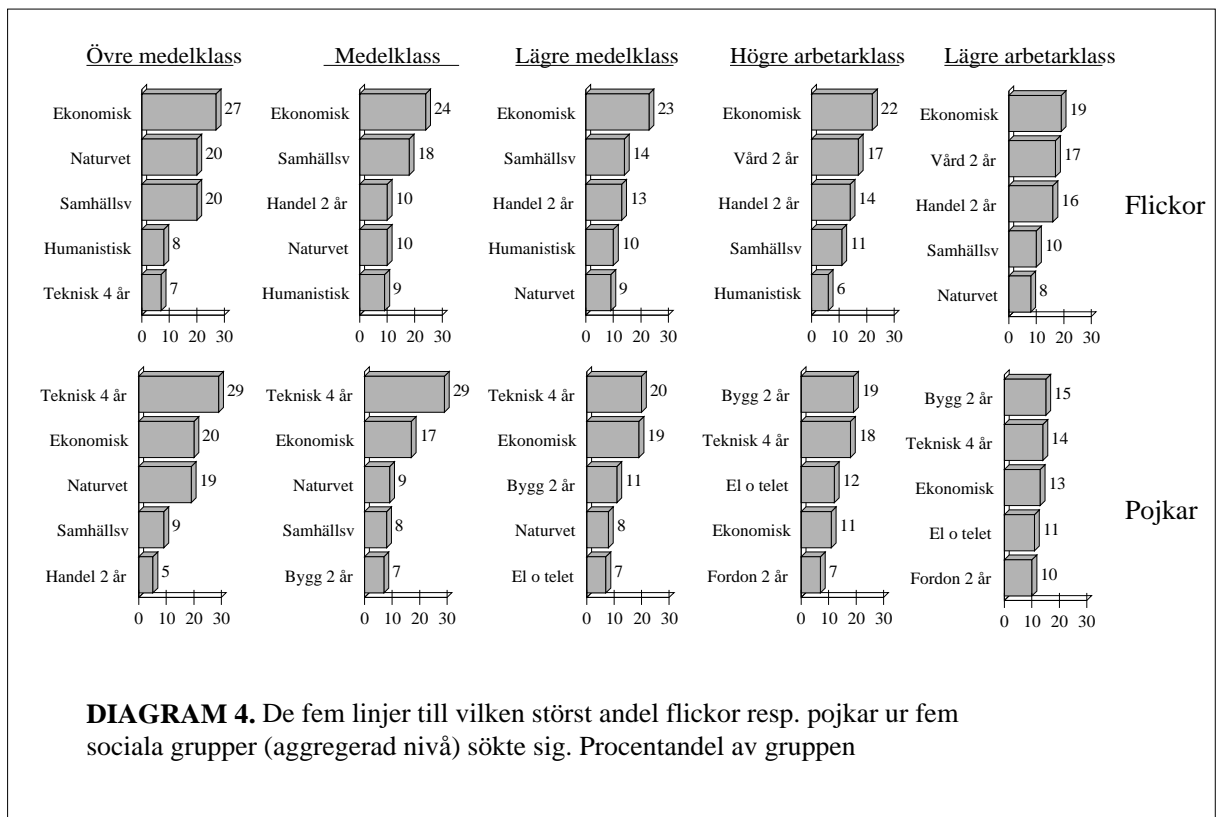 Övre medelklass
Medelklass
Lägre medelklass
Högre arbetarklass
Lägre arbetarklass
Ekonomisk 27
Naturvet 20
Samhällsv 20
Humanistisk 8
Teknisk 4 år 7
0 10 20 30
Ekonomisk 24
Samhällsv 18
Handel 2 år 10
Naturvet 10
Humanistisk 9
0 10 20 30
Ekonomisk 23
Samhällsv 14
Handel 2 år 13
Humanistisk 10
Naturvet 9
0 10 20 30
Ekonomisk 22
Vård 2 år 17
Handel 2 år 14
Samhällsv 11
Humanistisk 6
0 10 20 30
Ekonomisk 19
Vård 2 år 17
Handel 2 år 16
Samhällsv 10
Naturvet 8
0 10 20 30
Flickor
Teknisk 4 år 29
Ekonomisk 20
Naturvet 19
Samhällsv 9
Handel 2 år 5
0 10 20 30
Teknisk 4 år 29
Ekonomisk 17
Naturvet 9
Samhällsv 8
Bygg 2 år 7
0 10 20 30
Teknisk 4 år 20
Ekonomisk 19
Bygg 2 år 11
Naturvet 8
El o telet 7
0 10 20 30
Bygg 2 år 19
Teknisk 4 år 18
El o telet 12
Ekonomisk 11
Fordon 2 år 7
0 10 20 30
Bygg 2 år 15
Teknisk 4 år 14
Ekonomisk 13
El o telet 11
Fordon 2 år 10
0 10 20 30
Pojkar
DIAGRAM 4. De fem linjer till vilken störst andel flickor resp. pojkar ur fem
sociala grupper (aggregerad nivå) sökte sig. Procentandel av gruppen